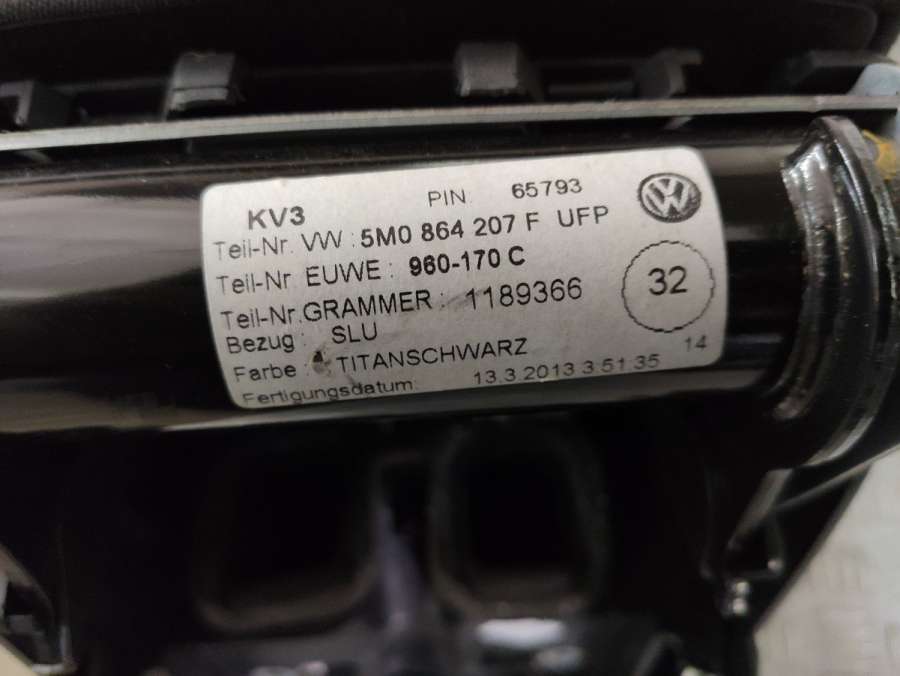 KV3 PIN 65793
Teil-Nr. VW : 5M0 864 207 F UFP
Teil-Nr. EUWE : 960-170 C
Teil-Nr.GRAMMER : 1189366
32
Bezug : SLU
Farbe : TITANSCHWARZ
Fertigungsdatum: 13.3.2013 3.51.35 14